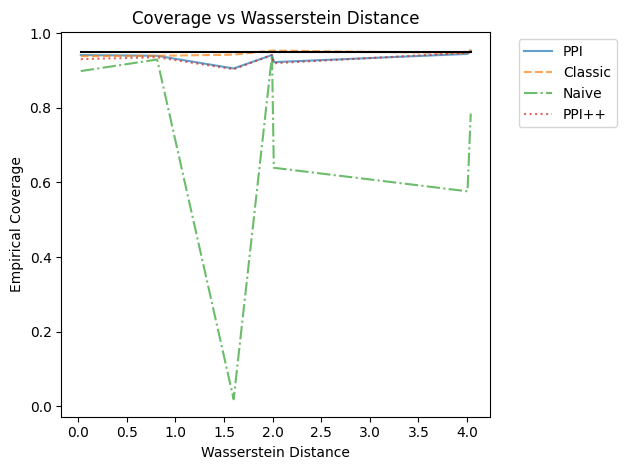 Coverage vs Wasserstein Distance
1.0
0.8
0.6
0.4
0.2
0.0
Empirical Coverage
0.0 0.5 1.0 1.5 2.0 2.5 3.0 3.5 4.0
Wasserstein Distance
PPI
Classic
Naive
PPI++